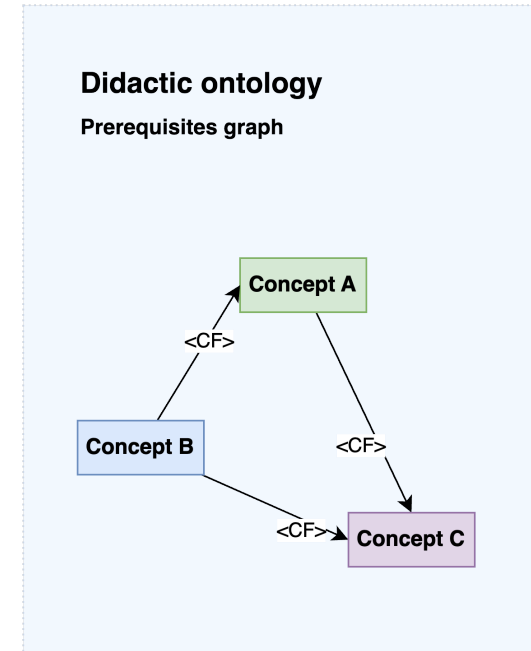 Didactic ontology
Prerequisites graph
Concept A
<CF>
Concept B
<CF>
<CF>
Concept C